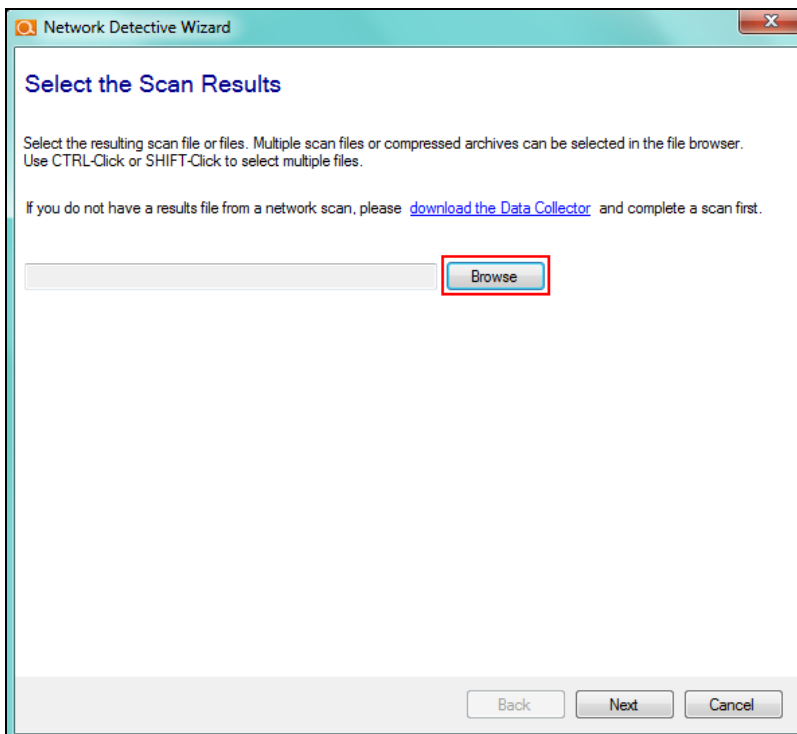 Network Detective Wizard
X
Select the Scan Results
Select the resulting scan file or files. Multiple scan files or compressed archives can be selected in the file browser.
Use CTRL-Click or SHIFT-Click to select multiple files.
If you do not have a results file from a network scan, please download the Data Collector and complete a scan first.
Browse
Back Next Cancel